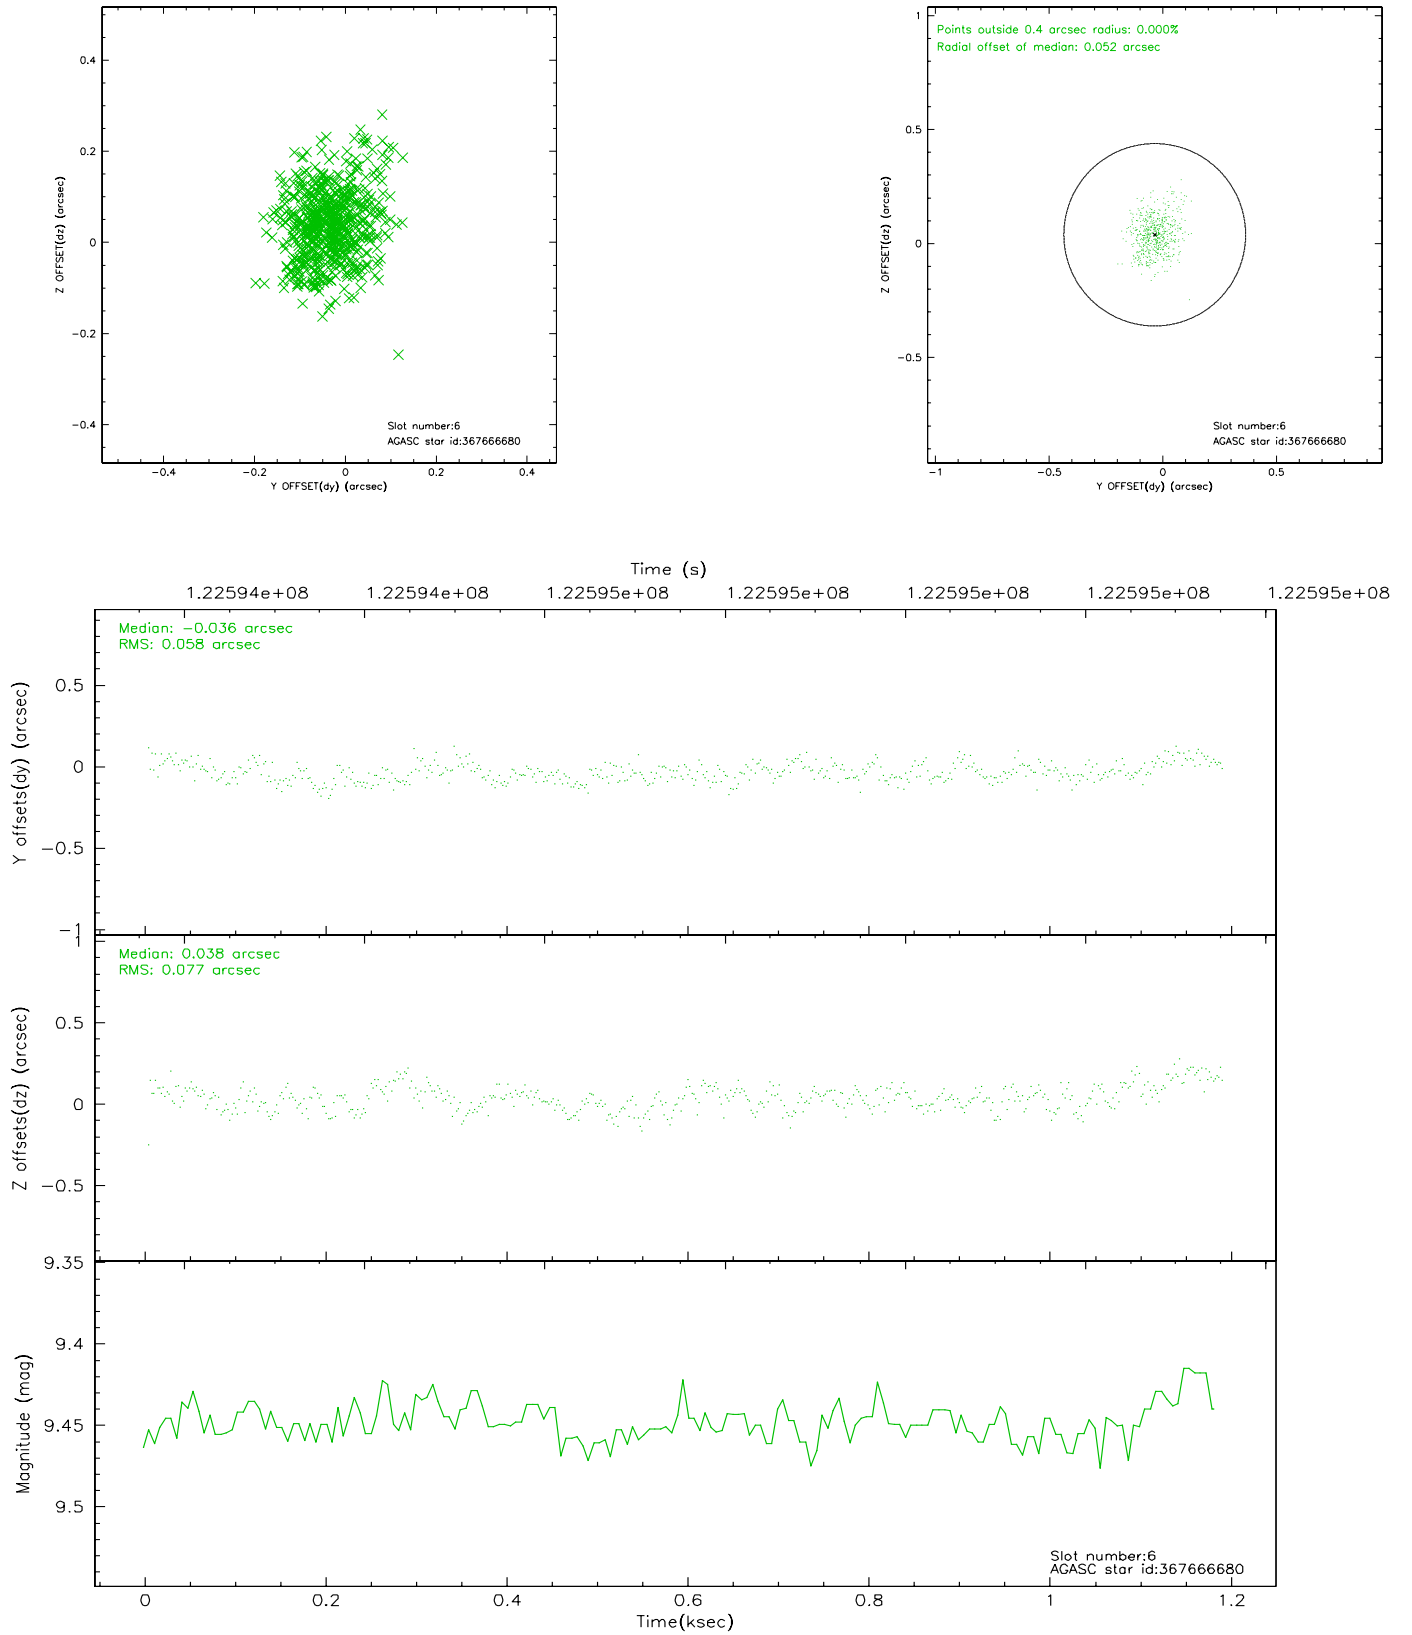 0.4
0.2
0
−0.2
−0.4
Z OFFSET(dz) (arcsec)
Slot number:6
AGASC star id:367666680
−0.4
−0.2
0
0.2
0.4
Y OFFSET(dy) (arcsec)
Points outside 0.4 arcsec radius: 0.000%
Radial offset of median: 0.052 arcsec
1
0.5
0
−0.5
Z OFFSET(dz) (arcsec)
Slot number:6
AGASC star id:367666680
−1
−0.5
0
0.5
Y OFFSET(dy) (arcsec)
Time (s)
1.22594e+08 1.22594e+08 1.22595e+08 1.22595e+08 1.22595e+08 1.22595e+08 1.22595e+08
Median: −0.036 arcsec
RMS: 0.058 arcsec
0.5
0
−0.5
−1
Y offsets(dy) (arcsec)
Median: 0.038 arcsec
RMS: 0.077 arcsec
1
0.5
0
−0.5
Z offsets(dz) (arcsec)
9.35
9.4
9.45
9.5
Magnitude (mag)
Slot number:6
AGASC star id:367666680
0 0.2 0.4 0.6 0.8 1 1.2
Time(ksec)